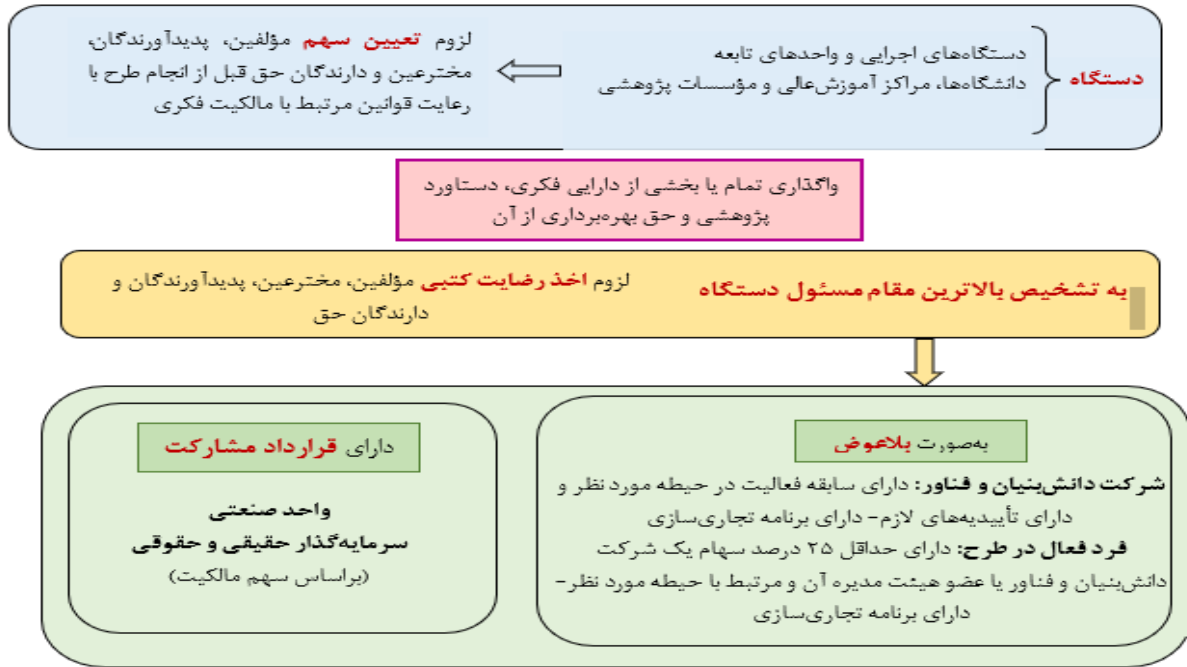 دستگاه
دستگاه‌های اجرایی و واحدهای تابعه
دانشگاه‌ها، مراکز آموزش‌عالی و مؤسسات پژوهشی
لزوم تعیین سهم مؤلفین، پدیدآورندگان،
مخترعین و دارندگان حق قبل از انجام طرح با
رعایت قوانین مرتبط با مالکیت فکری
واگذاری تمام یا بخشی از دارایی فکری، دستاورد
پژوهشی و حق بهره‌برداری از آن
به تشخیص بالاترین مقام مسئول دستگاه
لزوم اخذ رضایت کتبی مؤلفین، مخترعین، پدیدآورندگان و
دارندگان حق
به‌صورت بلاعوض
شرکت دانش‌بنیان و فناور: دارای سابقه فعالیت در حیطه مورد نظر و
دارای تأییدیه‌های لازم- دارای برنامه تجاری‌سازی
فرد فعال در طرح: دارای حداقل ۲۵ درصد سهام یک شرکت
دانش‌بنیان و فناور یا عضو هیئت مدیره آن و مرتبط با حیطه مورد نظر-
دارای برنامه تجاری‌سازی
دارای قرارداد مشارکت
واحد صنعتی
سرمایه‌گذار حقیقی و حقوقی
(براساس سهم مالکیت)